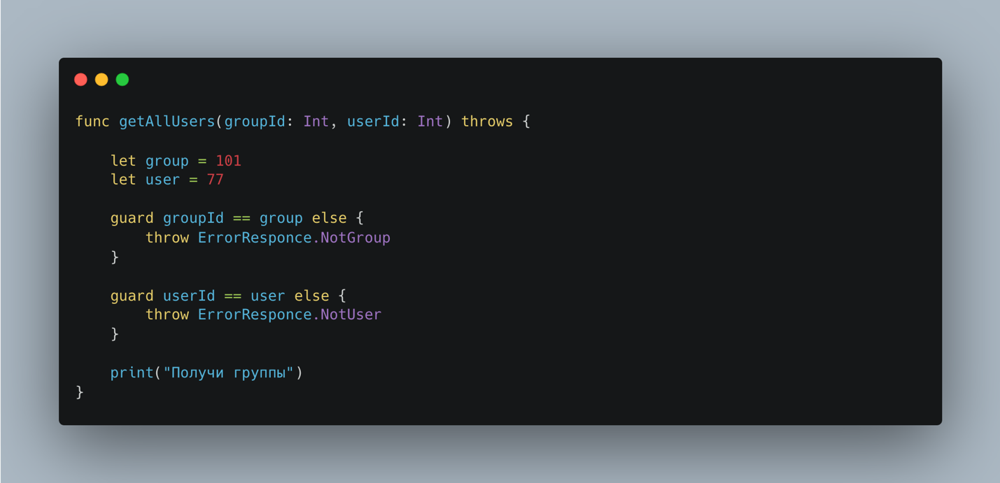 func getAllUsers(groupId: Int, userId: Int) throws {
let group = 101
let user = 77
guard groupId == group else {
throw ErrorResponce.NotGroup
}
guard userId == user else {
throw ErrorResponce.NotUser
}
print("Получи группы")
}